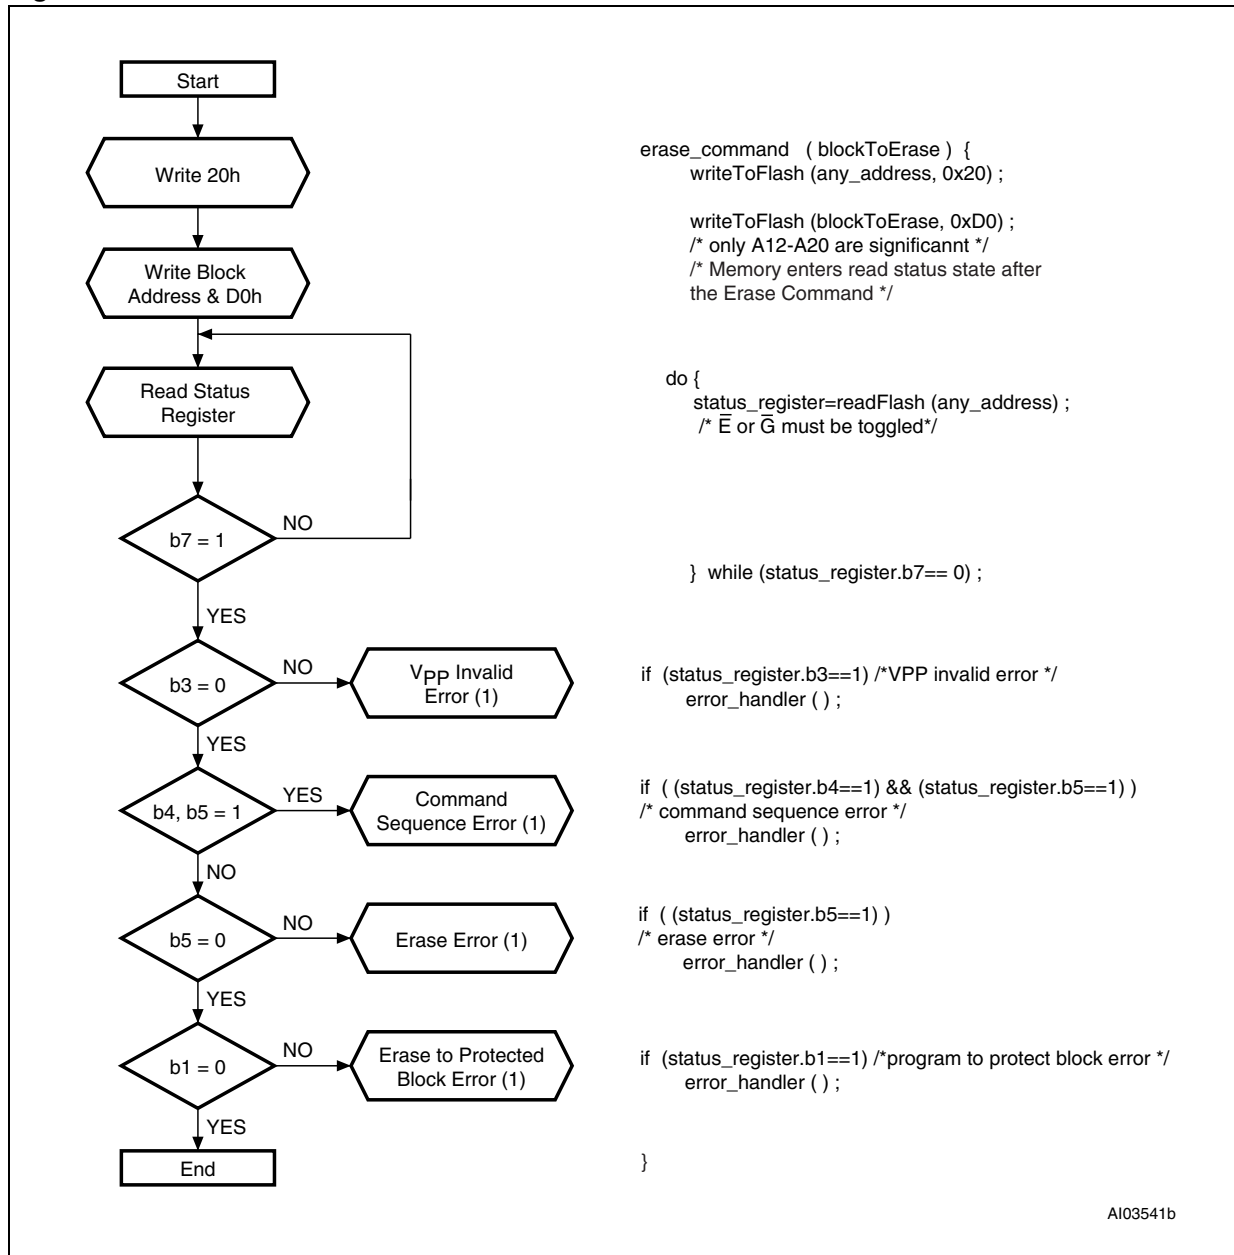 Start
Write 20h
Write Block
Address & D0h
Read Status
Register
b7 = 1
NO
YES
b3 = 0
NO
VPP Invalid
Error (1)
YES
b4, b5 = 1
YES
Command
Sequence Error (1)
NO
b5 = 0
NO
Erase Error (1)
YES
b1 = 0
NO
Erase to Protected
Block Error (1)
YES
End
erase_command ( blockToErase ) {
writeToFlash (any_address, 0x20) ;
writeToFlash (blockToErase, 0xD0) ;
/* only A12-A20 are significannt */
/* Memory enters read status state after
the Erase Command */
do {
status_register=readFlash (any_address) ;
/* E̅ or G̅ must be toggled*/
} while (status_register.b7== 0) ;
if (status_register.b3==1) /*VPP invalid error */
error_handler ( ) ;
if ( (status_register.b4==1) && (status_register.b5==1) )
/* command sequence error */
error_handler ( ) ;
if ( (status_register.b5==1) )
/* erase error */
error_handler ( ) ;
if (status_register.b1==1) /*program to protect block error */
error_handler ( ) ;
}
AI03541b